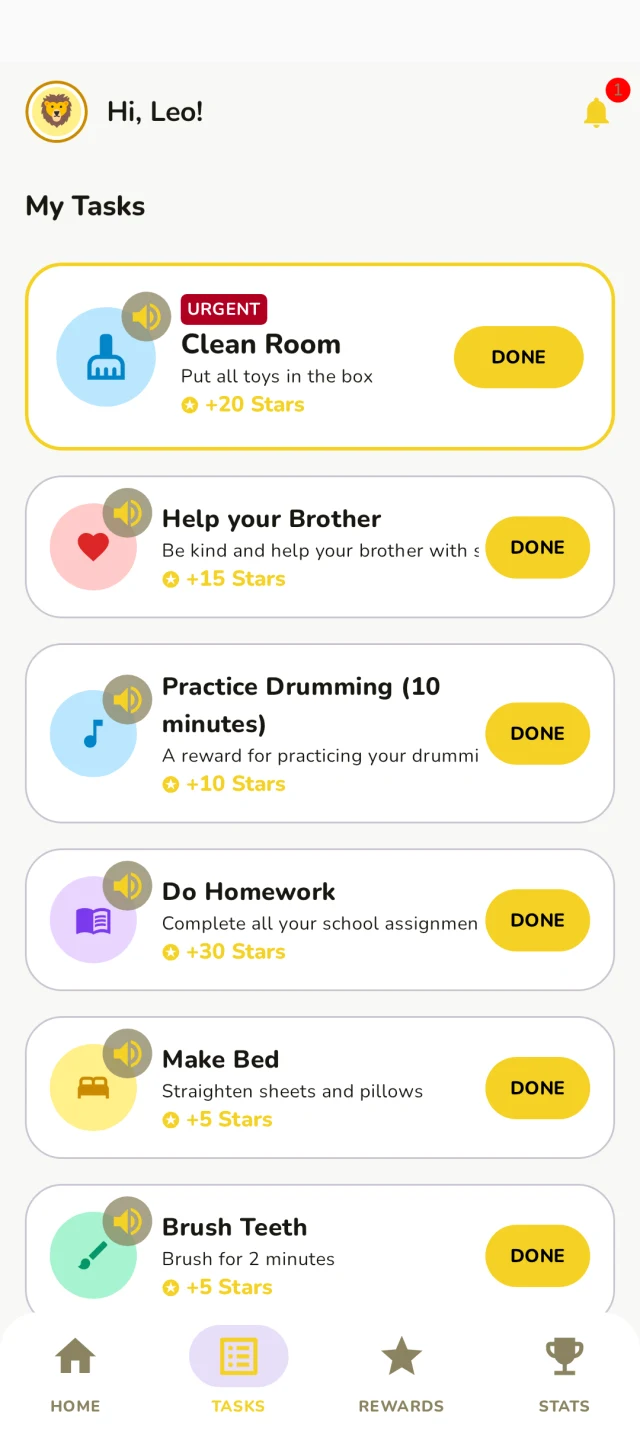 Hi, Leo!
1
My Tasks
URGENT
Clean Room
Put all toys in the box
+20 Stars
DONE
Help your Brother
Be kind and help your brother with
+15 Stars
DONE
Practice Drumming (10
minutes)
A reward for practicing your drummi
+10 Stars
DONE
Do Homework
Complete all your school assignmen
+30 Stars
DONE
Make Bed
Straighten sheets and pillows
+5 Stars
DONE
Brush Teeth
Brush for 2 minutes
+5 Stars
DONE
HOME
TASKS
REWARDS
STATS